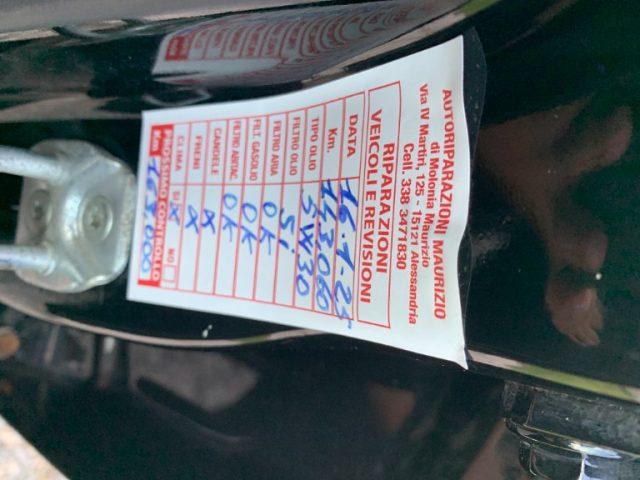 AUTORIPARAZIONI MAURIZIO
di Molonia Maurizio
Via IV Martiri, 125 - 15121 Alessandria
Cell. 338 3471830
RIPARAZIONI
VEICOLI E REVISIONI
DATA 16-1-23
Km. 143,060
TIPO OLIO 5W30
FILTRO OLIO Si
FILTRO ARIA OK
FILT. GASOLIO OK
FILTRO ABITAC. OK
CANDELE X
FRENI X
CLIMA SI X NO
PROSSIMO CONTROLLO
Km. 163,000